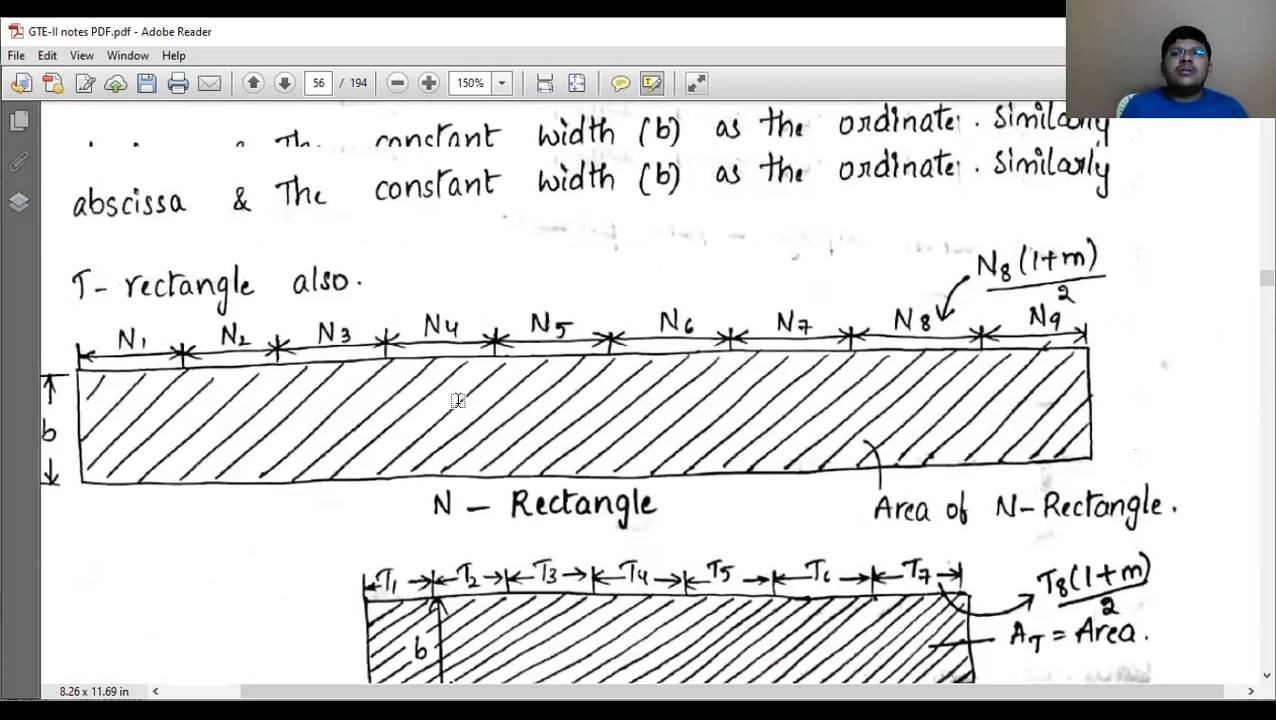 GTE-II notes PDF.pdf - Adobe Reader
File Edit View Window Help
56 / 194 150%
constant width (b) as the ordinate. similarly
abscissa & The constant width (b) as the ordinate. similarly
T- rectangle also.
N8(1+m)
2
N1 N2 N3 N4 N5 N6 N7 N8 N9
b
N - Rectangle
Area of N-Rectangle.
T1 T2 T3 T4 T5 T6 T7
T8(1+m)
2
b
AT = Area.
8.26 x 11.69 in